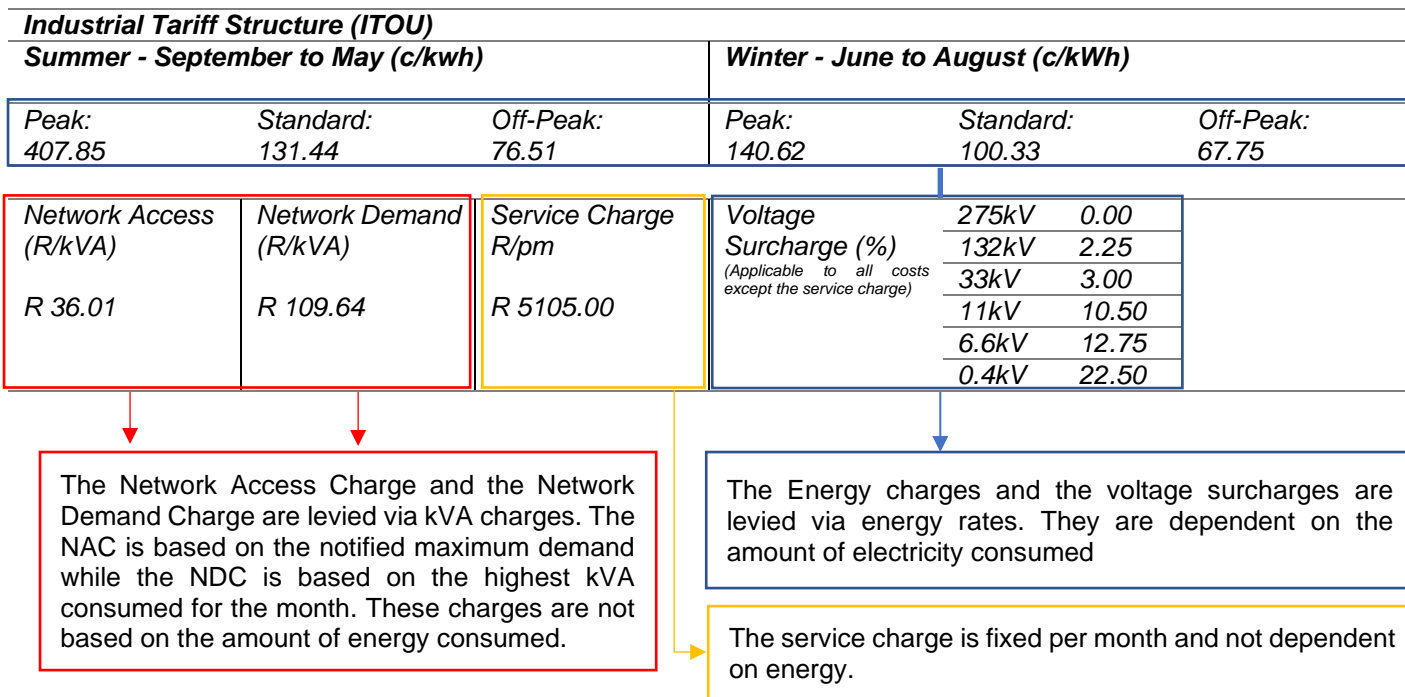 Industrial Tariff Structure (ITOU)
Summer - September to May (c/kwh)
Winter - June to August (c/kWh)
Peak: Standard: Off-Peak: Peak: Standard: Off-Peak:
407.85 131.44 76.51 140.62 100.33 67.75
Network Access
(R/kVA)
R 36.01
Network Demand
(R/kVA)
R 109.64
Service Charge
R/pm
R 5105.00
Voltage
Surcharge (%)
(Applicable to all costs
except the service charge)
275kV 0.00
132kV 2.25
33kV 3.00
11kV 10.50
6.6kV 12.75
0.4kV 22.50
The Network Access Charge and the Network
Demand Charge are levied via kVA charges. The
NAC is based on the notified maximum demand
while the NDC is based on the highest kVA
consumed for the month. These charges are not
based on the amount of energy consumed.
The Energy charges and the voltage surcharges are
levied via energy rates. They are dependent on the
amount of electricity consumed
The service charge is fixed per month and not dependent
on energy.